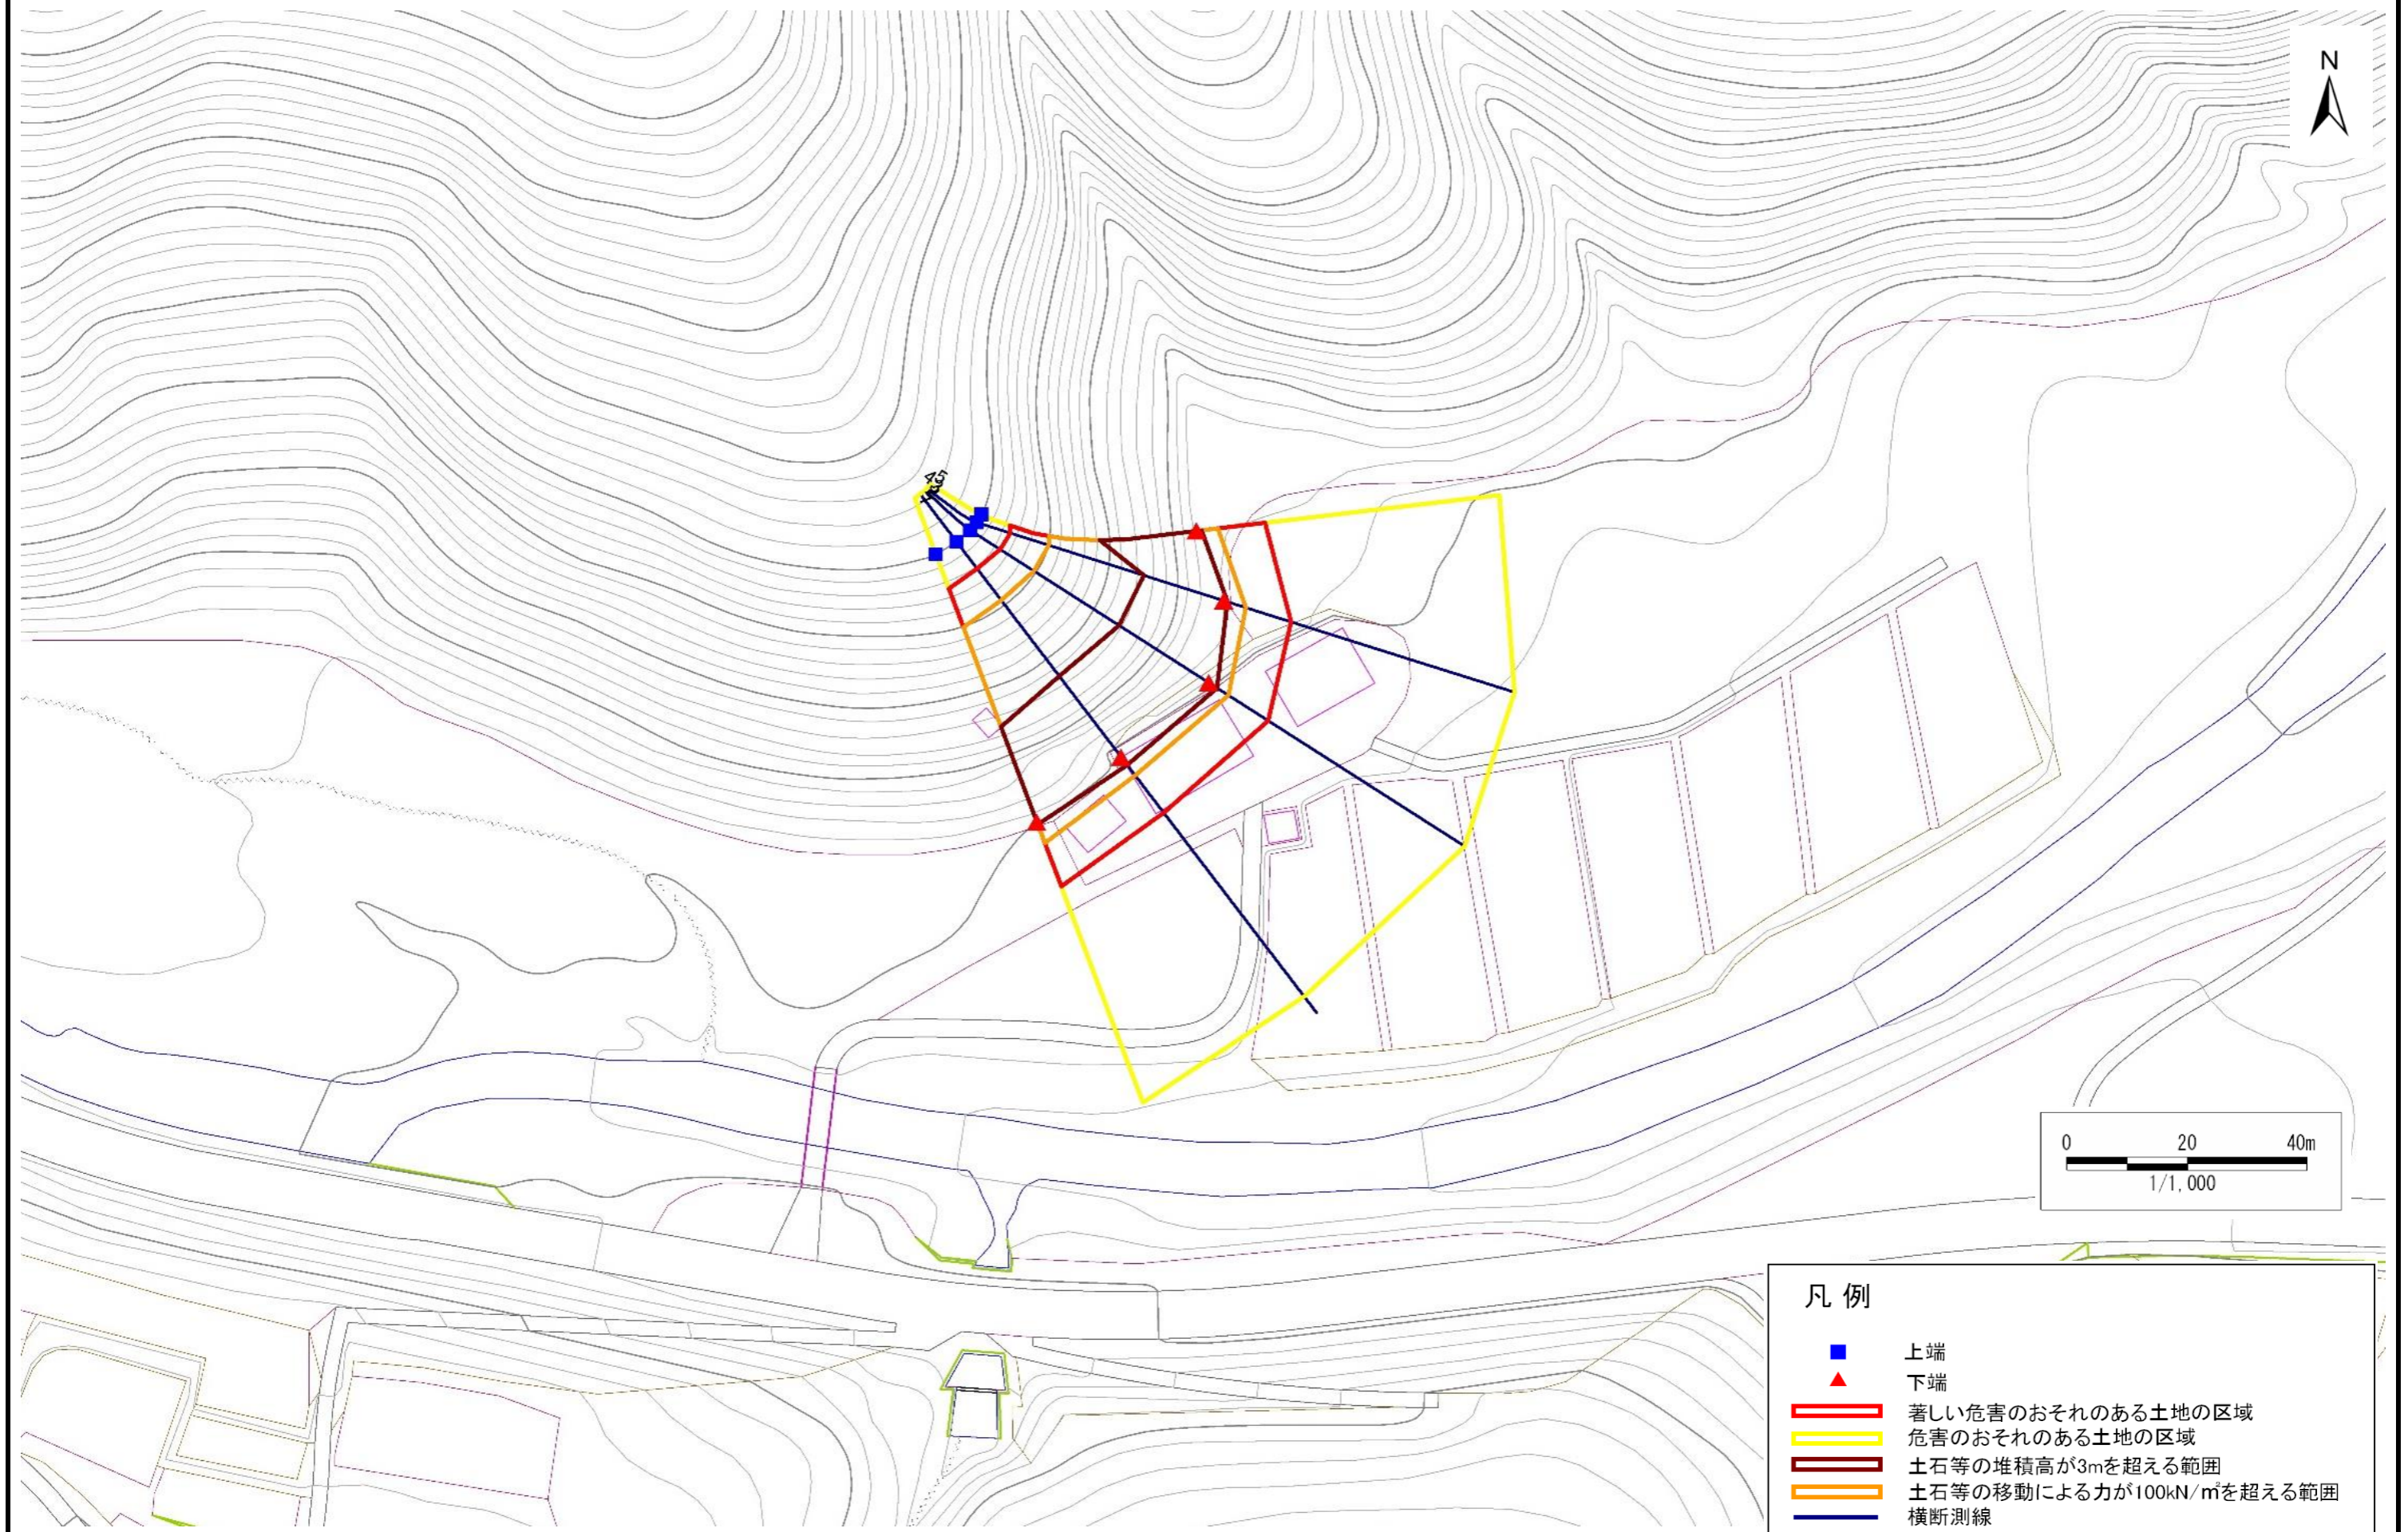 N
0 20 40m
1/1,000
凡 例
上端
下端
著しい危害のおそれのある土地の区域
危害のおそれのある土地の区域
土石等の堆積高が3mを超える範囲
土石等の移動による力が100kN/㎡を超える範囲
横断測線